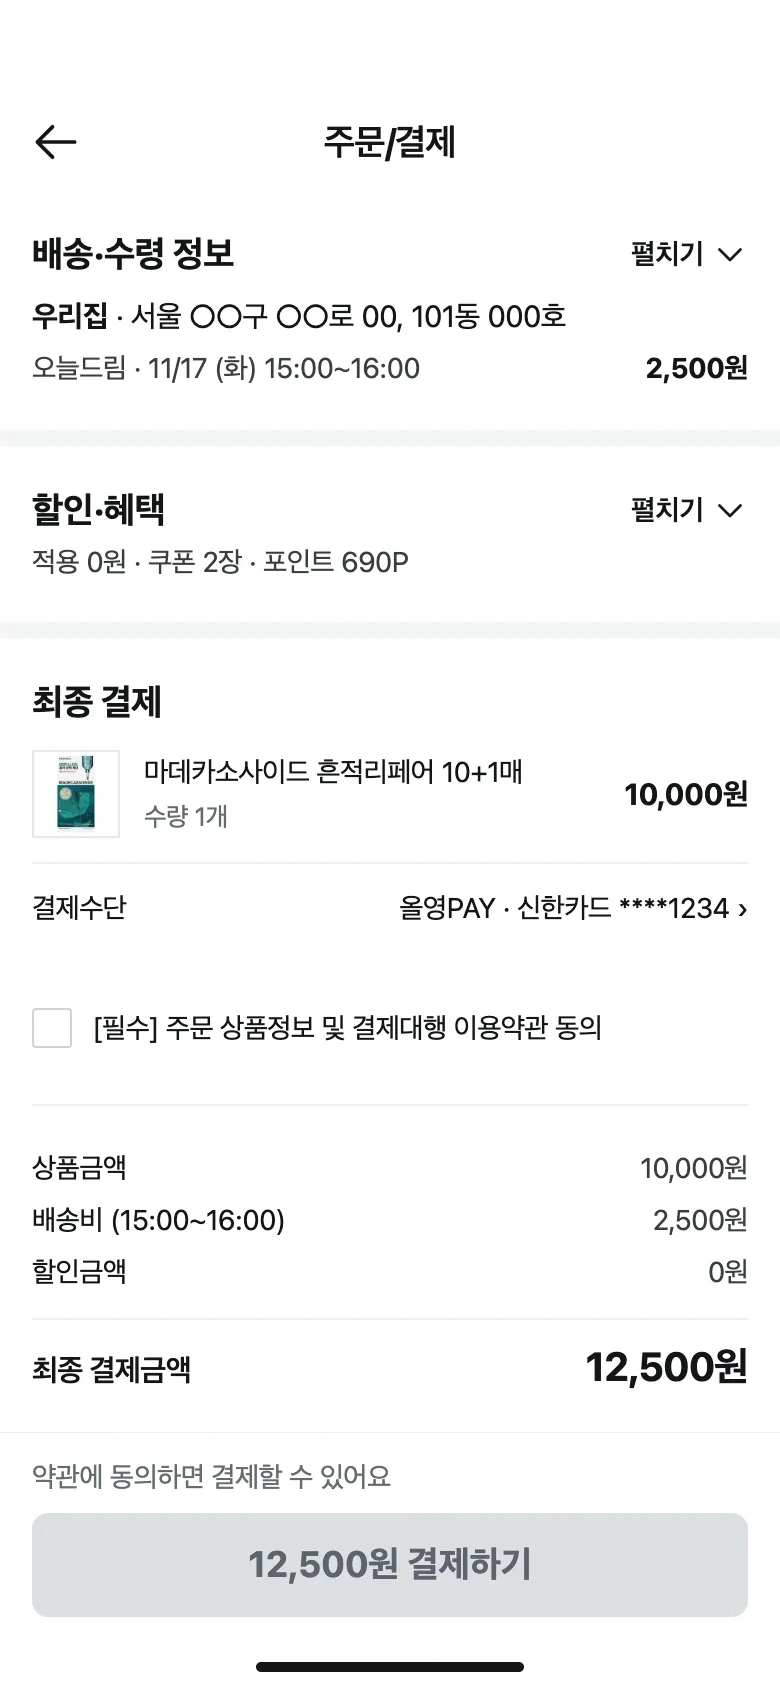 주문/결제
배송·수령 정보
펼치기
우리집 · 서울 ○○구 ○○로 00, 101동 000호
오늘드림 · 11/17 (화) 15:00~16:00
2,500원
할인·혜택
펼치기
적용 0원 · 쿠폰 2장 · 포인트 690P
최종 결제
마데카소사이드 흔적리페어 10+1매
수량 1개
10,000원
결제수단
올영PAY · 신한카드 ****1234 ›
[필수] 주문 상품정보 및 결제대행 이용약관 동의
상품금액
10,000원
배송비 (15:00~16:00)
2,500원
할인금액
0원
최종 결제금액
12,500원
약관에 동의하면 결제할 수 있어요
12,500원 결제하기